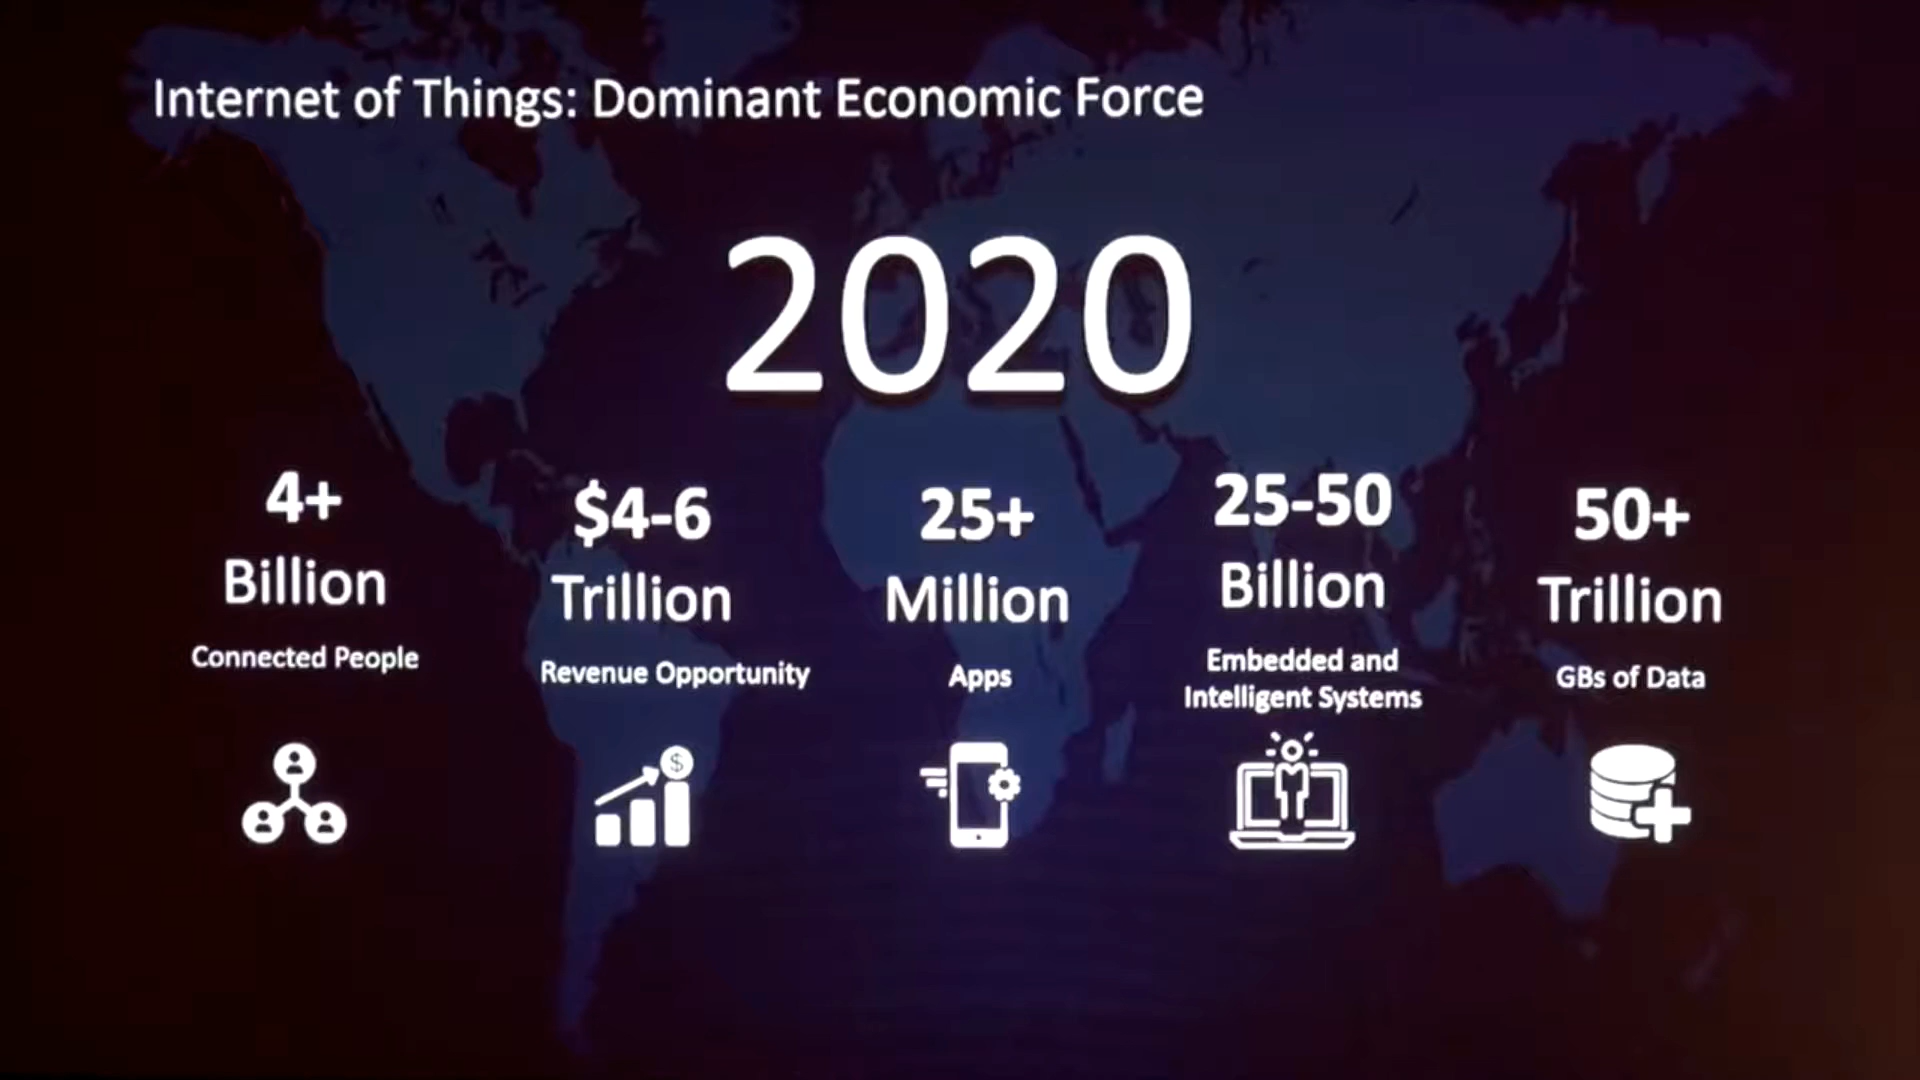 Internet of Things: Dominant Economic Force
2020
4+
Billion
Connected People
$4-6
Trillion
Revenue Opportunity
$
25+
Million
Apps
25-50
Billion
Embedded and
Intelligent Systems
50+
Trillion
GBs of Data